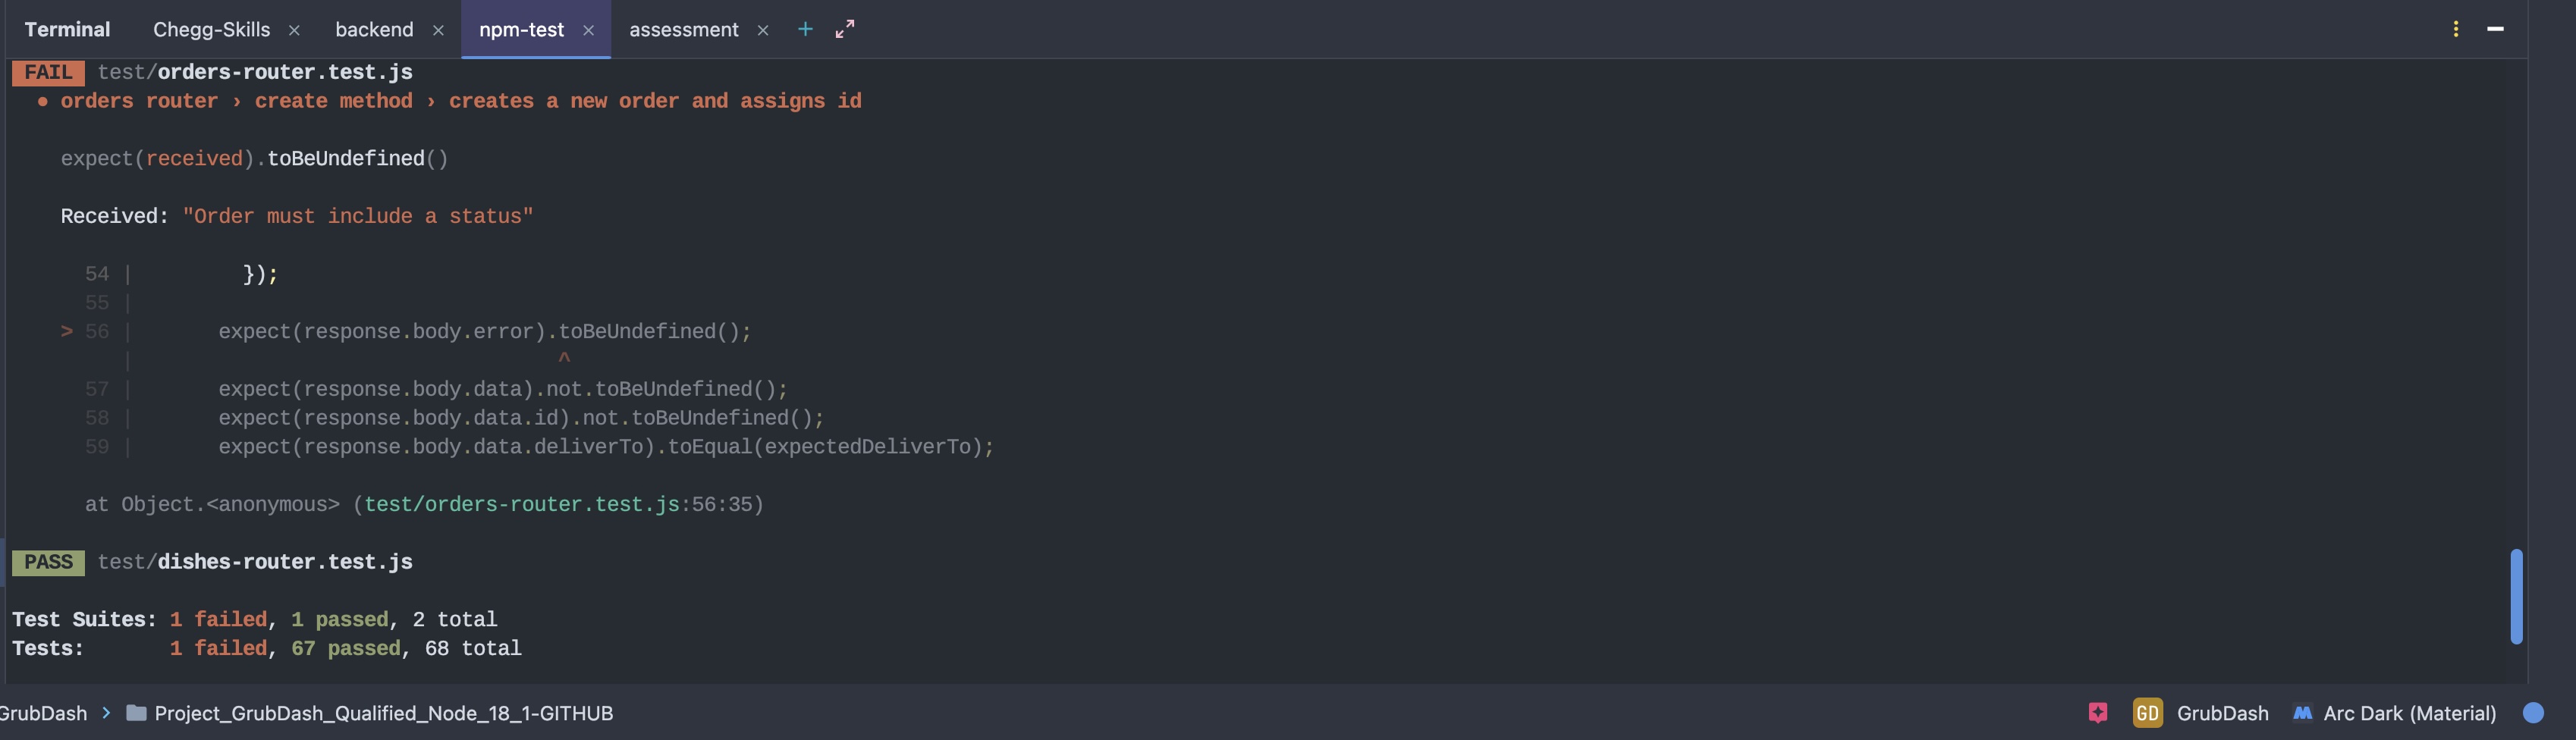 Terminal Chegg-Skills × backend × npm-test × assessment × +
FAIL test/orders-router.test.js
● orders router › create method › creates a new order and assigns id
expect(received).toBeUndefined()
Received: "Order must include a status"
54 | });
55 |
> 56 | expect(response.body.error).toBeUndefined();
| ^
57 | expect(response.body.data).not.toBeUndefined();
58 | expect(response.body.data.id).not.toBeUndefined();
59 | expect(response.body.data.deliverTo).toEqual(expectedDeliverTo);
at Object.<anonymous> (test/orders-router.test.js:56:35)
PASS test/dishes-router.test.js
Test Suites: 1 failed, 1 passed, 2 total
Tests: 1 failed, 67 passed, 68 total
GrubDash > Project_GrubDash_Qualified_Node_18_1-GITHUB GD GrubDash Arc Dark (Material)